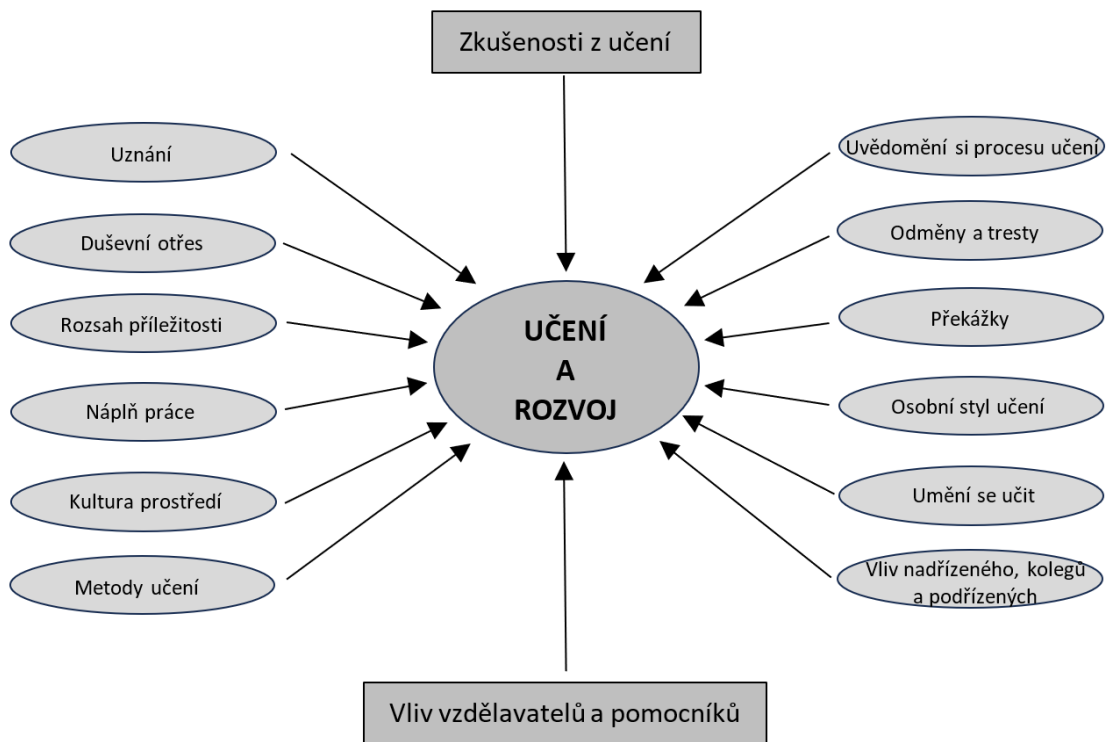 Zkušenosti z učení
Uznání
Duševní otřes
Rozsah příležitosti
Náplň práce
Kultura prostředí
Metody učení
UČENÍ
A
ROZVOJ
Uvědomění si procesu učení
Odměny a tresty
Překážky
Osobní styl učení
Umění se učit
Vliv nadřízeného, kolegů
a podřízených
Vliv vzdělavatelů a pomocníků